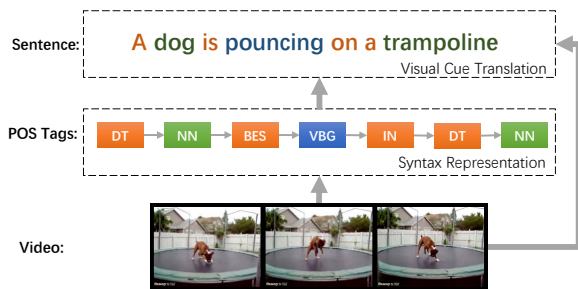 Sentence:
A dog is pouncing on a trampoline
Visual Cue Translation
POS Tags:
DT NN BES VBG IN DT NN
Syntax Representation
Video: